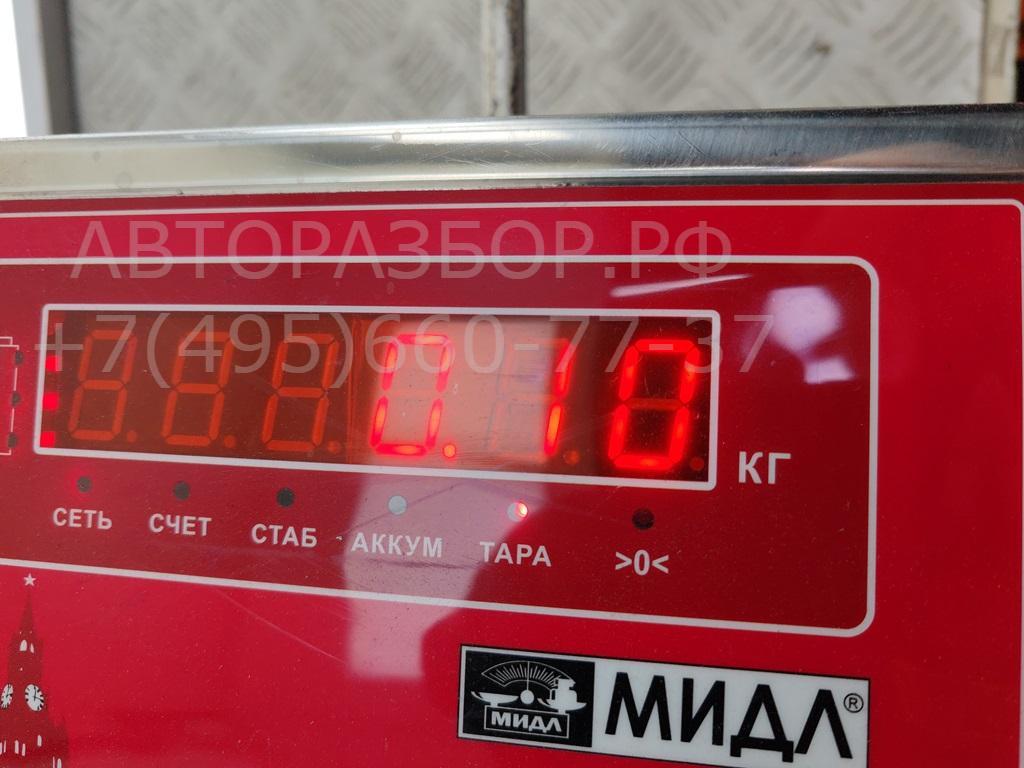 АВТОРАЗБОР.РФ
+7(495)660-77-37
0.10
КГ
СЕТЬ СЧЕТ СТАБ АККУМ ТАРА >0<
МИДЛ
МИДЛ®